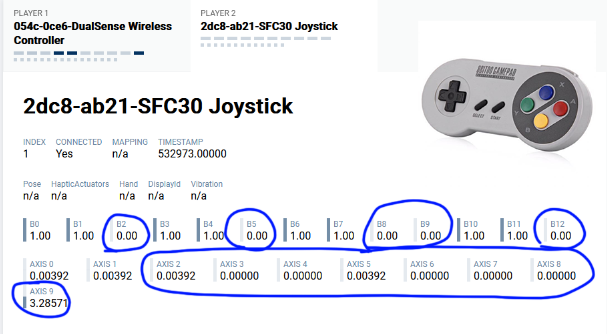 PLAYER 1
054c-0ce6-DualSense Wireless
Controller
PLAYER 2
2dc8-ab21-SFC30 Joystick
2dc8-ab21-SFC30 Joystick
INDEX CONNECTED MAPPING TIMESTAMP
1 Yes n/a 532973.00000
Pose HapticActuators Hand DisplayId Vibration
n/a n/a n/a n/a n/a
B0 B1 B2 B3 B4 B5 B6 B7 B8 B9 B10 B11 B12
1.00 1.00 0.00 1.00 1.00 0.00 1.00 1.00 0.00 0.00 1.00 1.00 0.00
AXIS 0 AXIS 1 AXIS 2 AXIS 3 AXIS 4 AXIS 5 AXIS 6 AXIS 7 AXIS 8
0.00392 0.00392 0.00392 0.00000 0.00000 0.00392 0.00000 0.00000 0.00000
AXIS 9
3.28571
SELECT START
X
Y
A
B